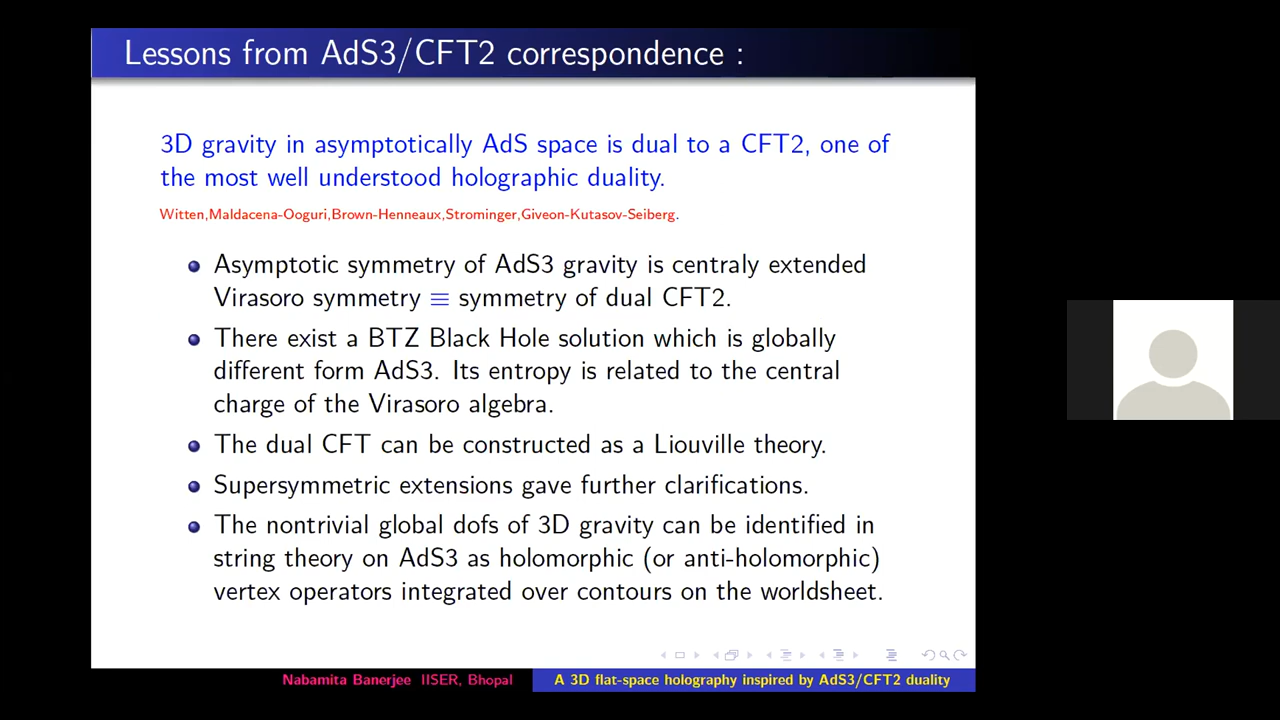 Lessons from AdS3/CFT2 correspondence :
3D gravity in asymptotically AdS space is dual to a CFT2, one of
the most well understood holographic duality.
Witten,Maldacena-Ooguri,Brown-Henneaux,Strominger,Giveon-Kutasov-Seiberg.
Asymptotic symmetry of AdS3 gravity is centraly extended
Virasoro symmetry ≡ symmetry of dual CFT2.
There exist a BTZ Black Hole solution which is globally
different form AdS3. Its entropy is related to the central
charge of the Virasoro algebra.
The dual CFT can be constructed as a Liouville theory.
Supersymmetric extensions gave further clarifications.
The nontrivial global dofs of 3D gravity can be identified in
string theory on AdS3 as holomorphic (or anti-holomorphic)
vertex operators integrated over contours on the worldsheet.
Nabamita Banerjee IISER, Bhopal
A 3D flat-space holography inspired by AdS3/CFT2 duality